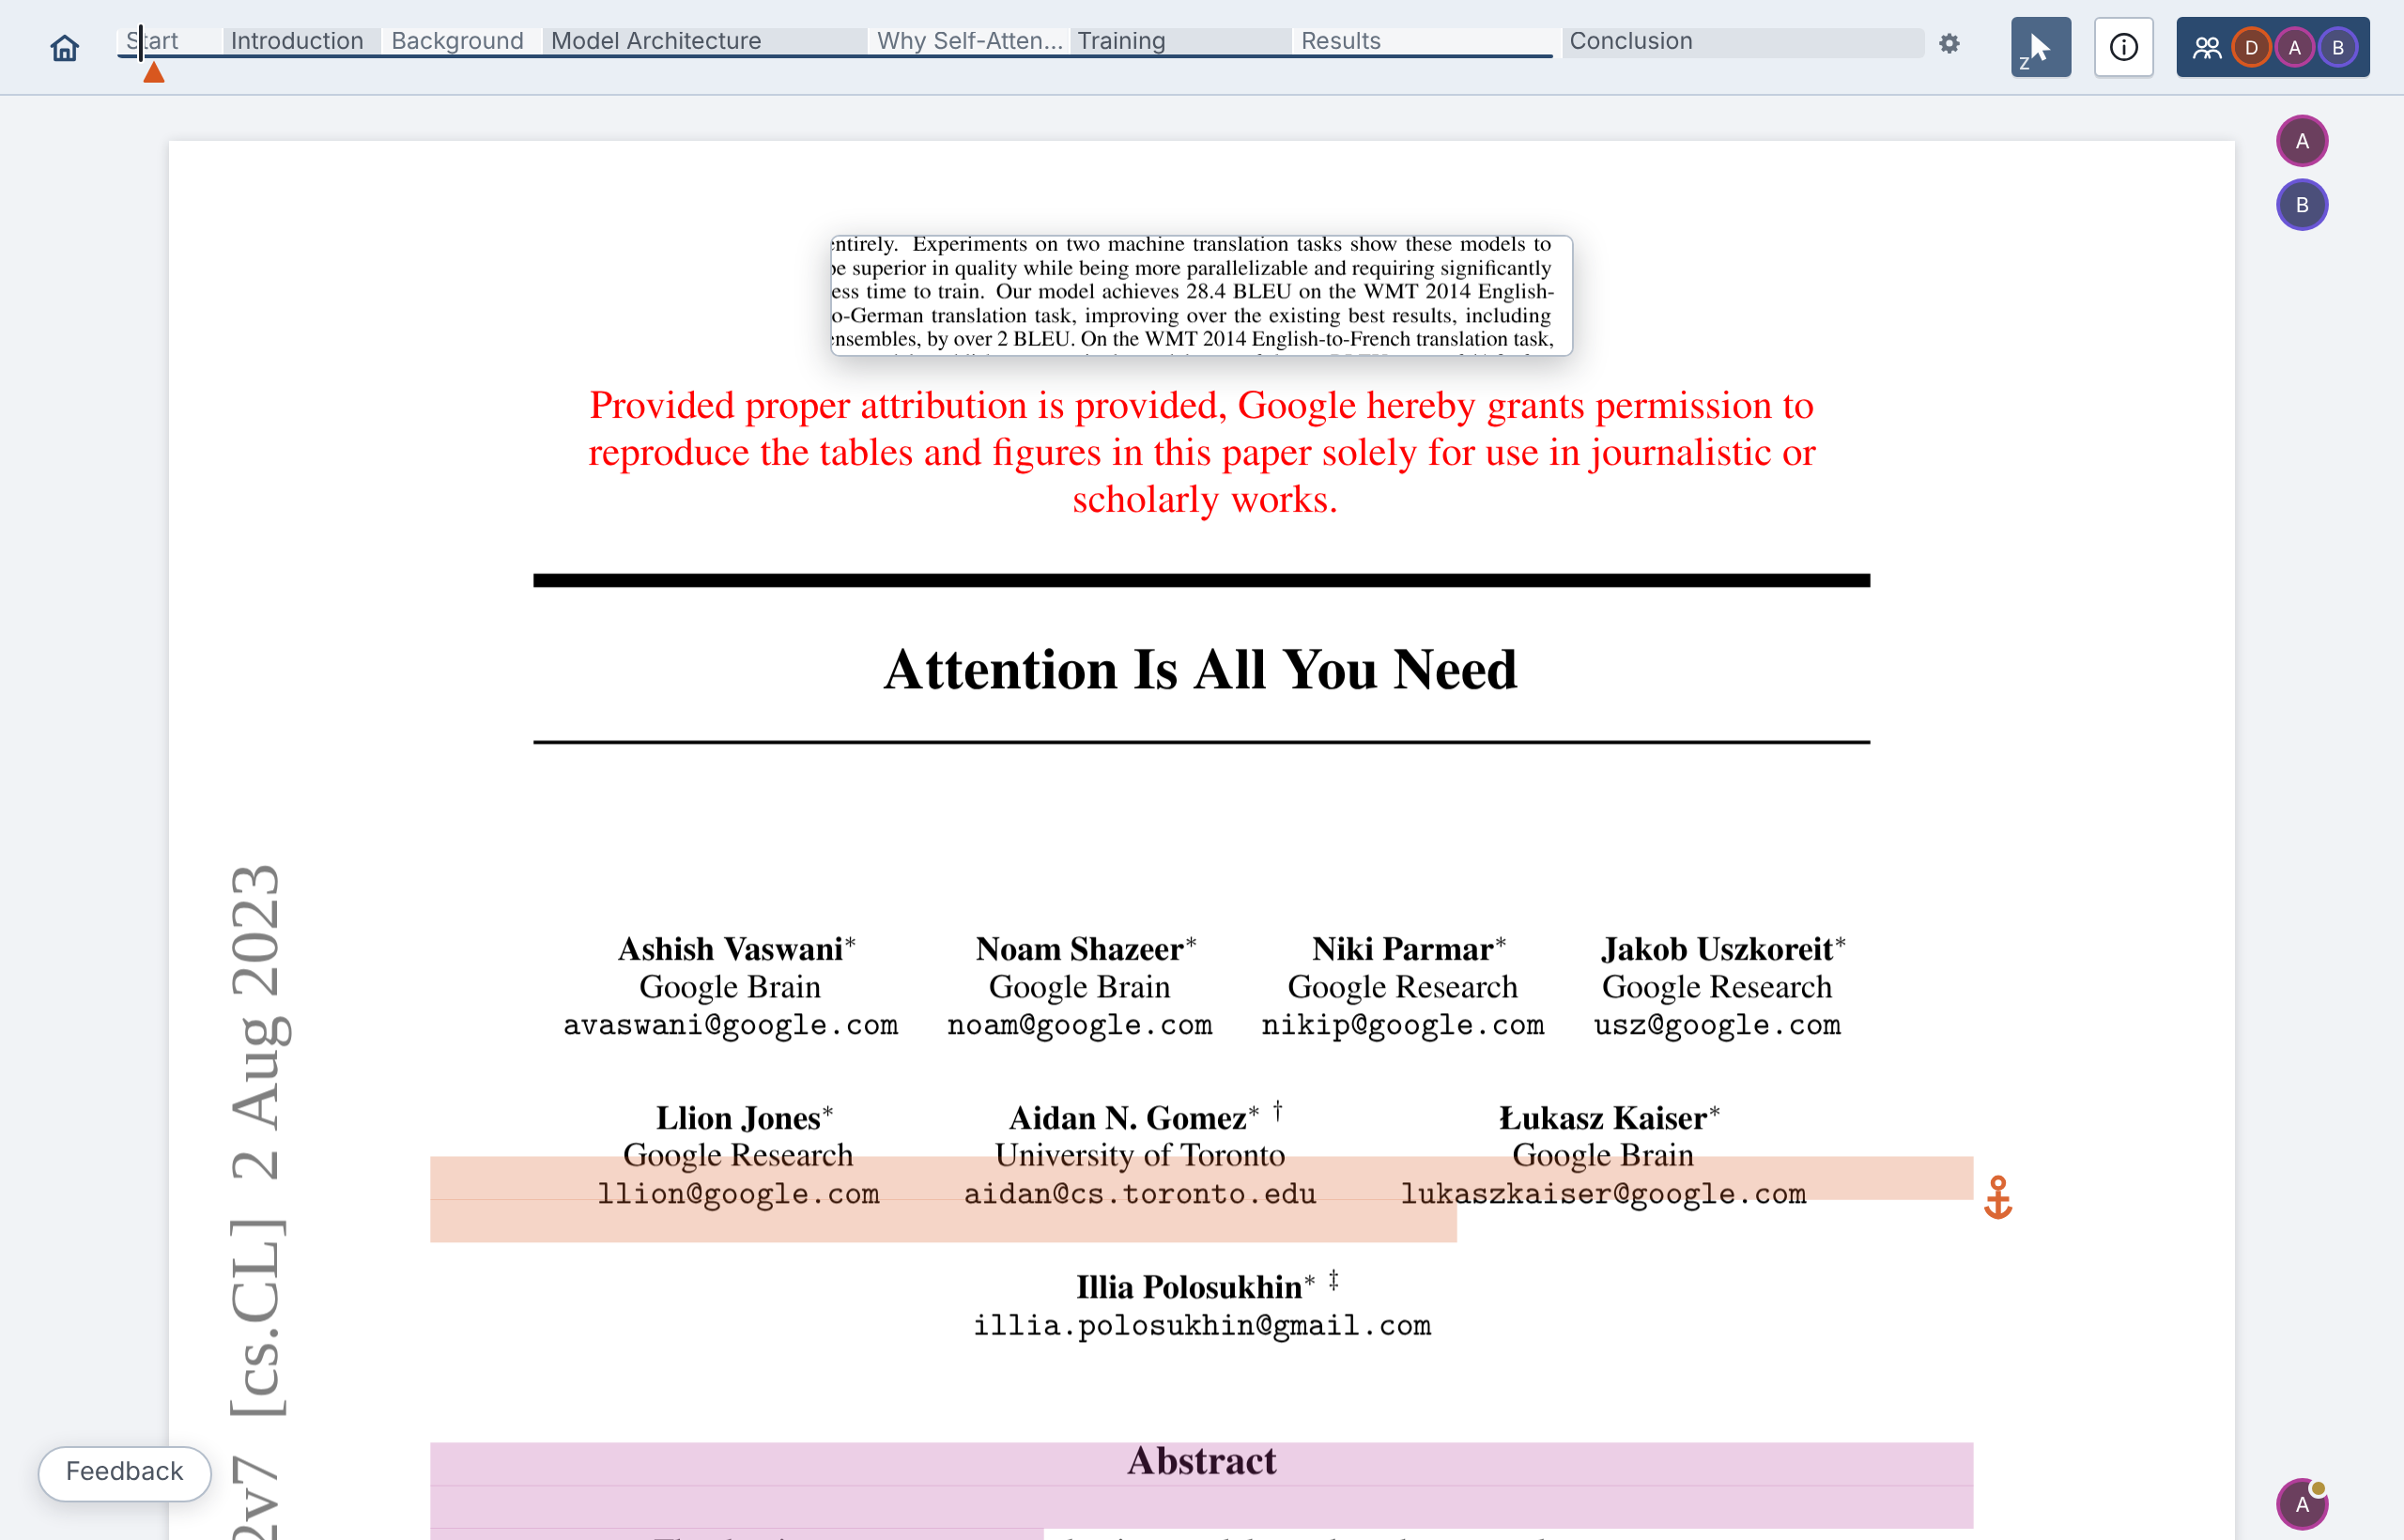 Start Introduction Background Model Architecture Why Self-Atten... Training Results Conclusion
z
D A B
A
B
entirely. Experiments on two machine translation tasks show these models to
be superior in quality while being more parallelizable and requiring significantly
ess time to train. Our model achieves 28.4 BLEU on the WMT 2014 English-
o-German translation task, improving over the existing best results, including
ensembles, by over 2 BLEU. On the WMT 2014 English-to-French translation task,
Provided proper attribution is provided, Google hereby grants permission to
reproduce the tables and figures in this paper solely for use in journalistic or
scholarly works.
Attention Is All You Need
Ashish Vaswani* Noam Shazeer* Niki Parmar* Jakob Uszkoreit*
Google Brain Google Brain Google Research Google Research
avaswani@google.com noam@google.com nikip@google.com usz@google.com
Llion Jones* Aidan N. Gomez* † Łukasz Kaiser*
Google Research University of Toronto Google Brain
llion@google.com aidan@cs.toronto.edu lukaszkaiser@google.com
Illia Polosukhin* ‡
illia.polosukhin@gmail.com
2v7 [cs.CL] 2 Aug 2023
Abstract
Feedback
A